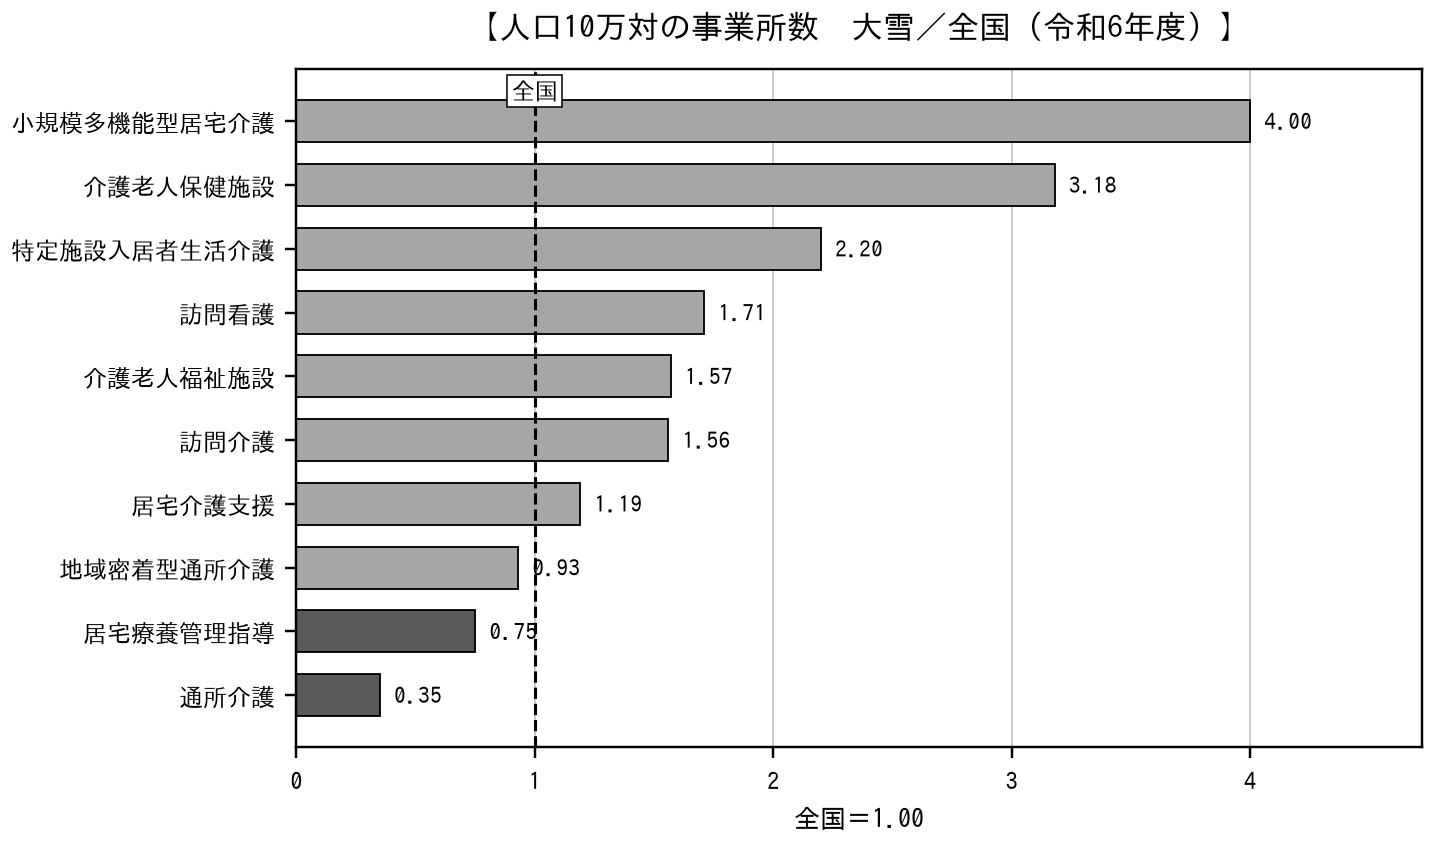 【人口10万対の事業所数　大雪／全国（令和6年度）】
全国
小規模多機能型居宅介護 4.00
介護老人保健施設 3.18
特定施設入居者生活介護 2.20
訪問看護 1.71
介護老人福祉施設 1.57
訪問介護 1.56
居宅介護支援 1.19
地域密着型通所介護 0.93
居宅療養管理指導 0.75
通所介護 0.35
0 1 2 3 4
全国＝1.00